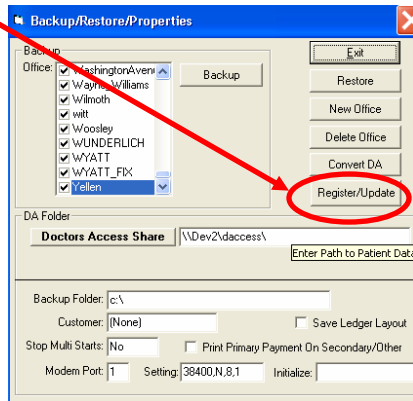 Backup/Restore/Properties
Backup
Office:
WashingtonAvenu
Wayne_Williams
Wilmoth
witt
Woosley
WUNDERLICH
WYATT
WYATT_FIX
Yellen
Backup
Exit
Restore
New Office
Delete Office
Convert DA
Register/Update
DA Folder
Doctors Access Share \\Dev2\daccess\
Enter Path to Patient Data
Backup Folder: c:\
Customer: (None) Save Ledger Layout
Stop Multi Starts: No Print Primary Payment On Secondary/Other
Modem Port: 1 Setting: 38400,N,8,1 Initialize: